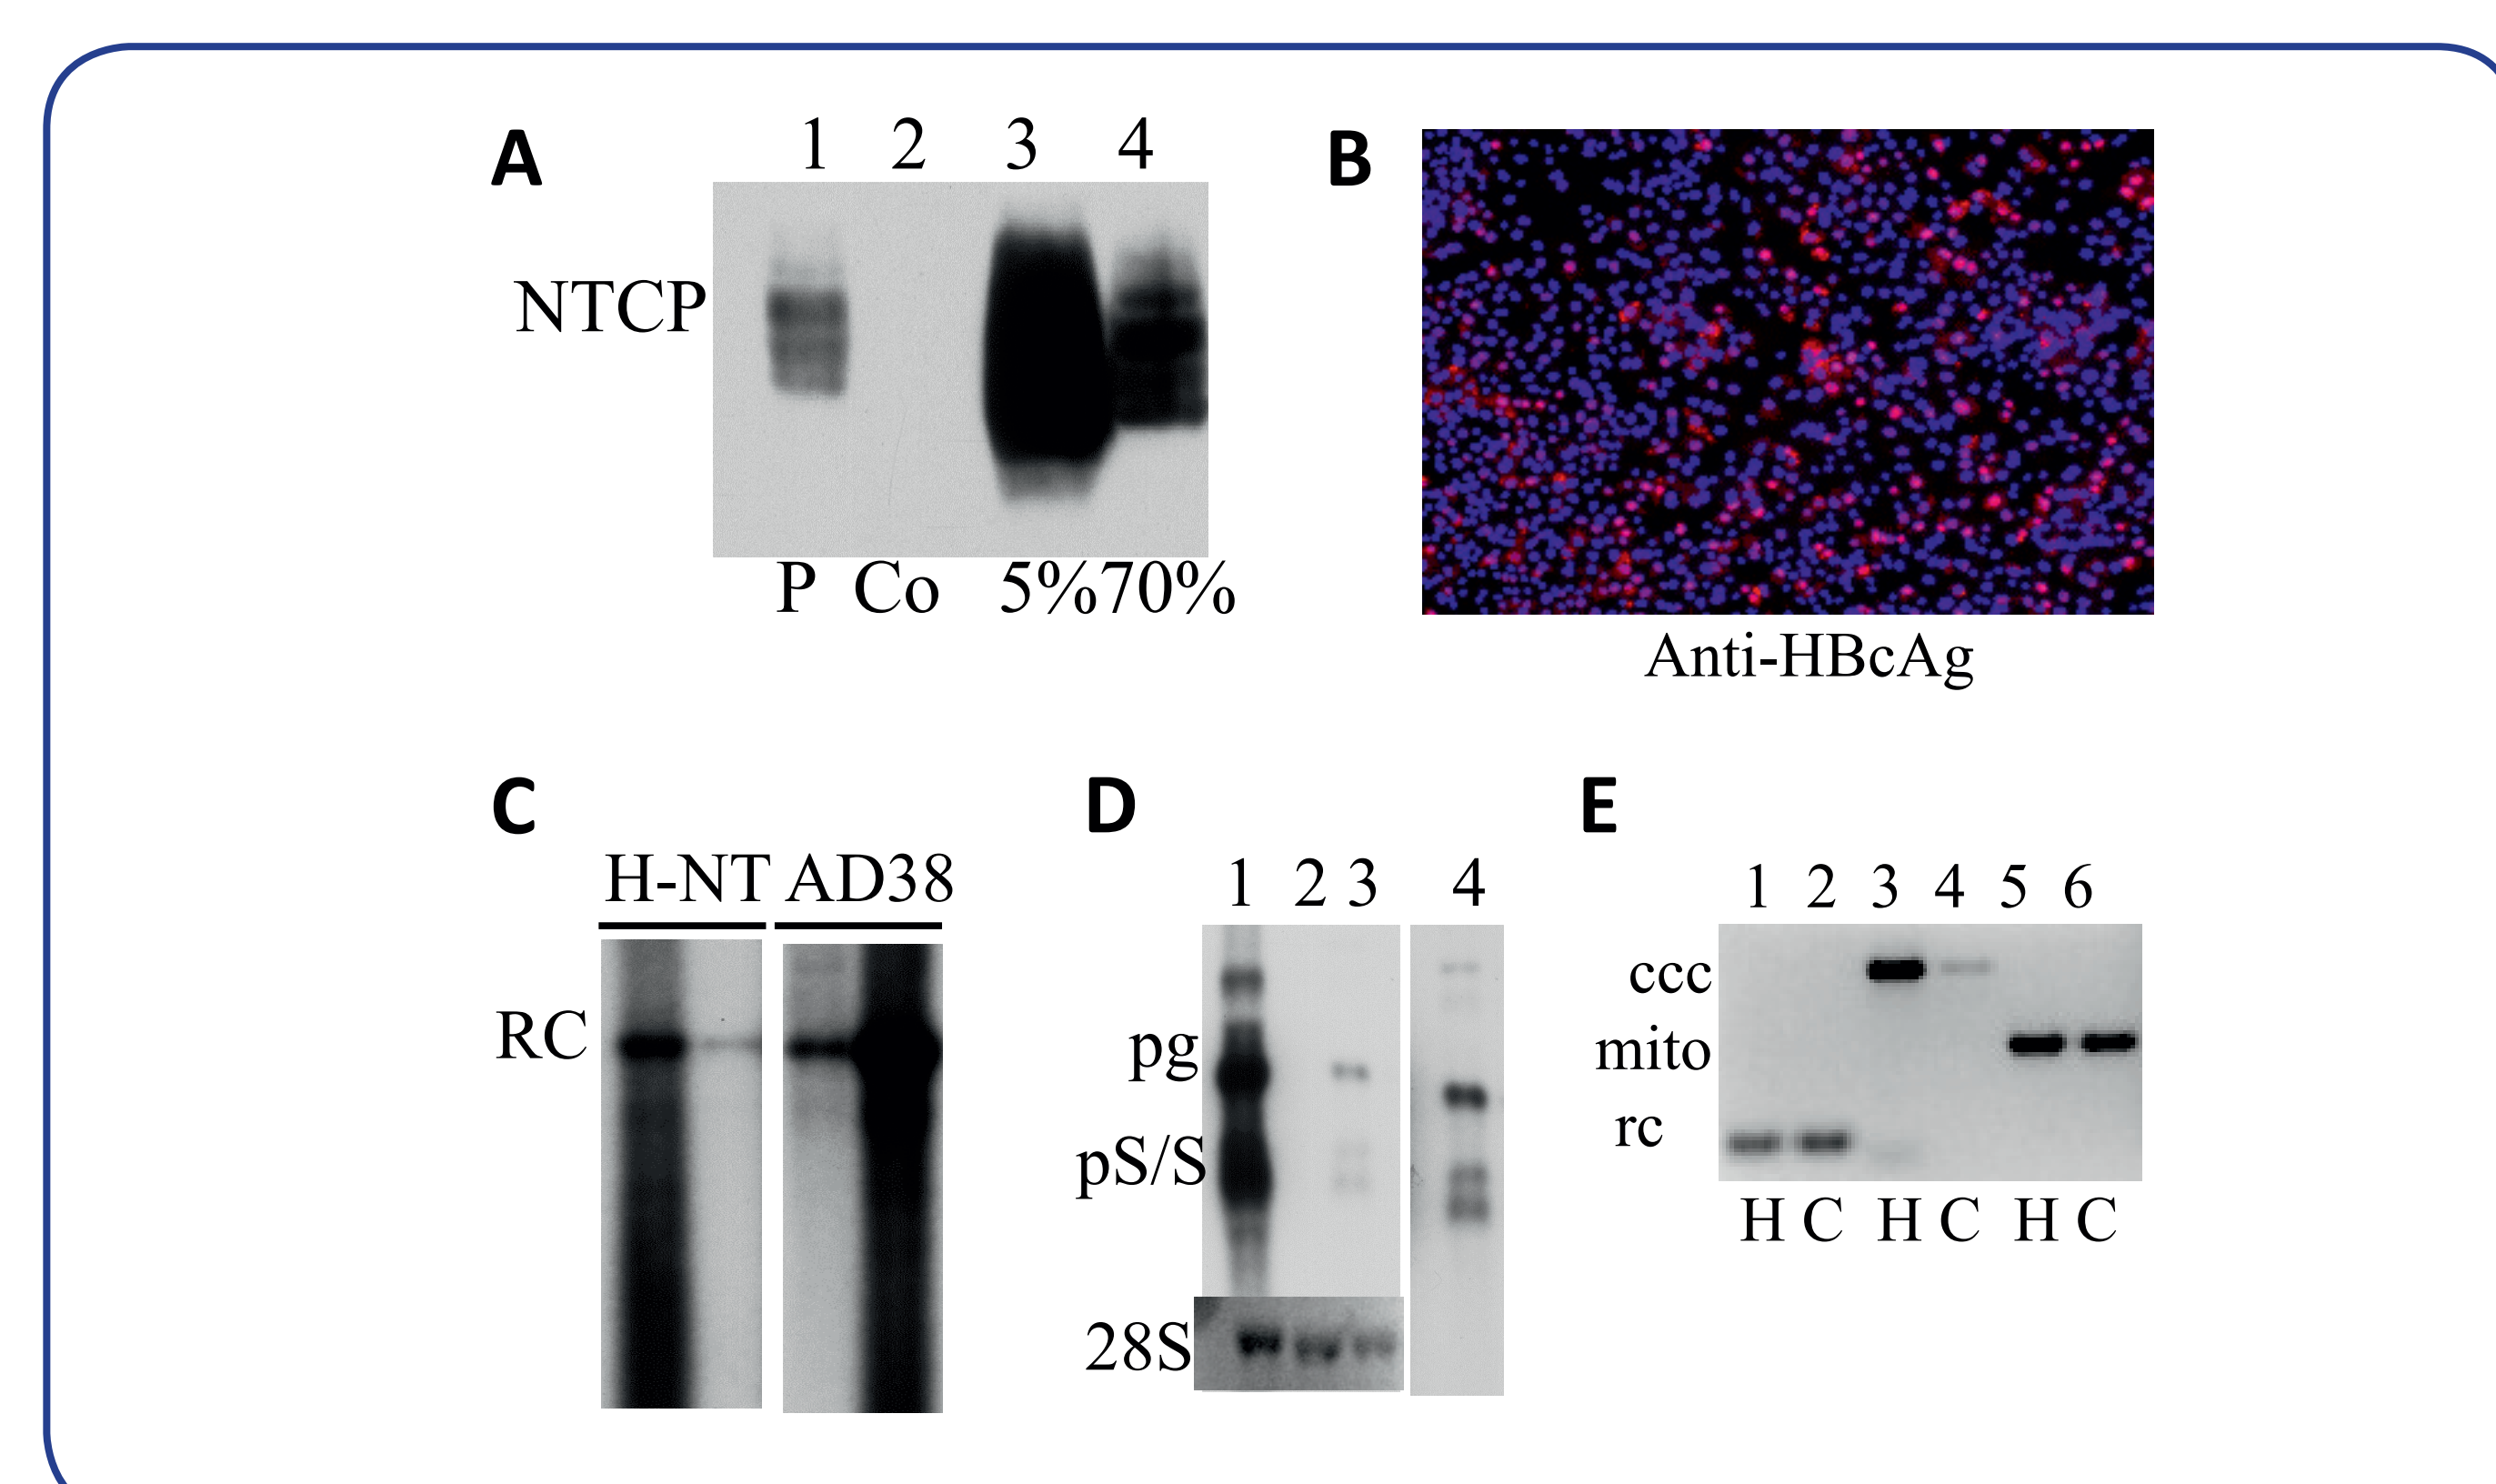 A
1 2 3 4
NTCP
P Co 5% 70%
B
Anti-HBcAg
C
H-NT AD38
RC
D
1 2 3 4
pg
pS/S
28S
E
1 2 3 4 5 6
ccc
mito
rc
H C H C H C